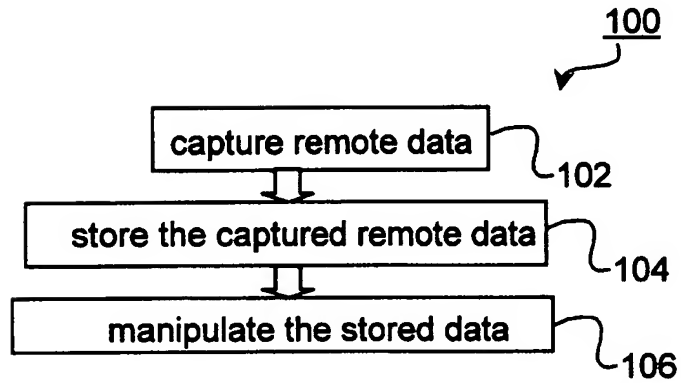 100
capture remote data
102
store the captured remote data
104
manipulate the stored data
106